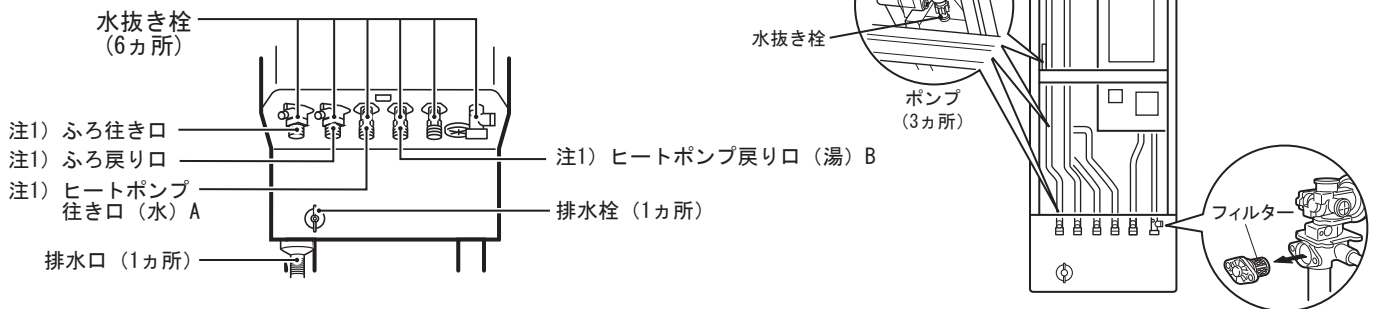 水抜き栓
(6ヵ所)
注1) ふろ往き口
注1) ふろ戻り口
注1) ヒートポンプ
往き口(水)A
排水口(1ヵ所)
注1) ヒートポンプ戻り口(湯)B
排水栓(1ヵ所)
水抜き栓
ポンプ
(3ヵ所)
フィルター